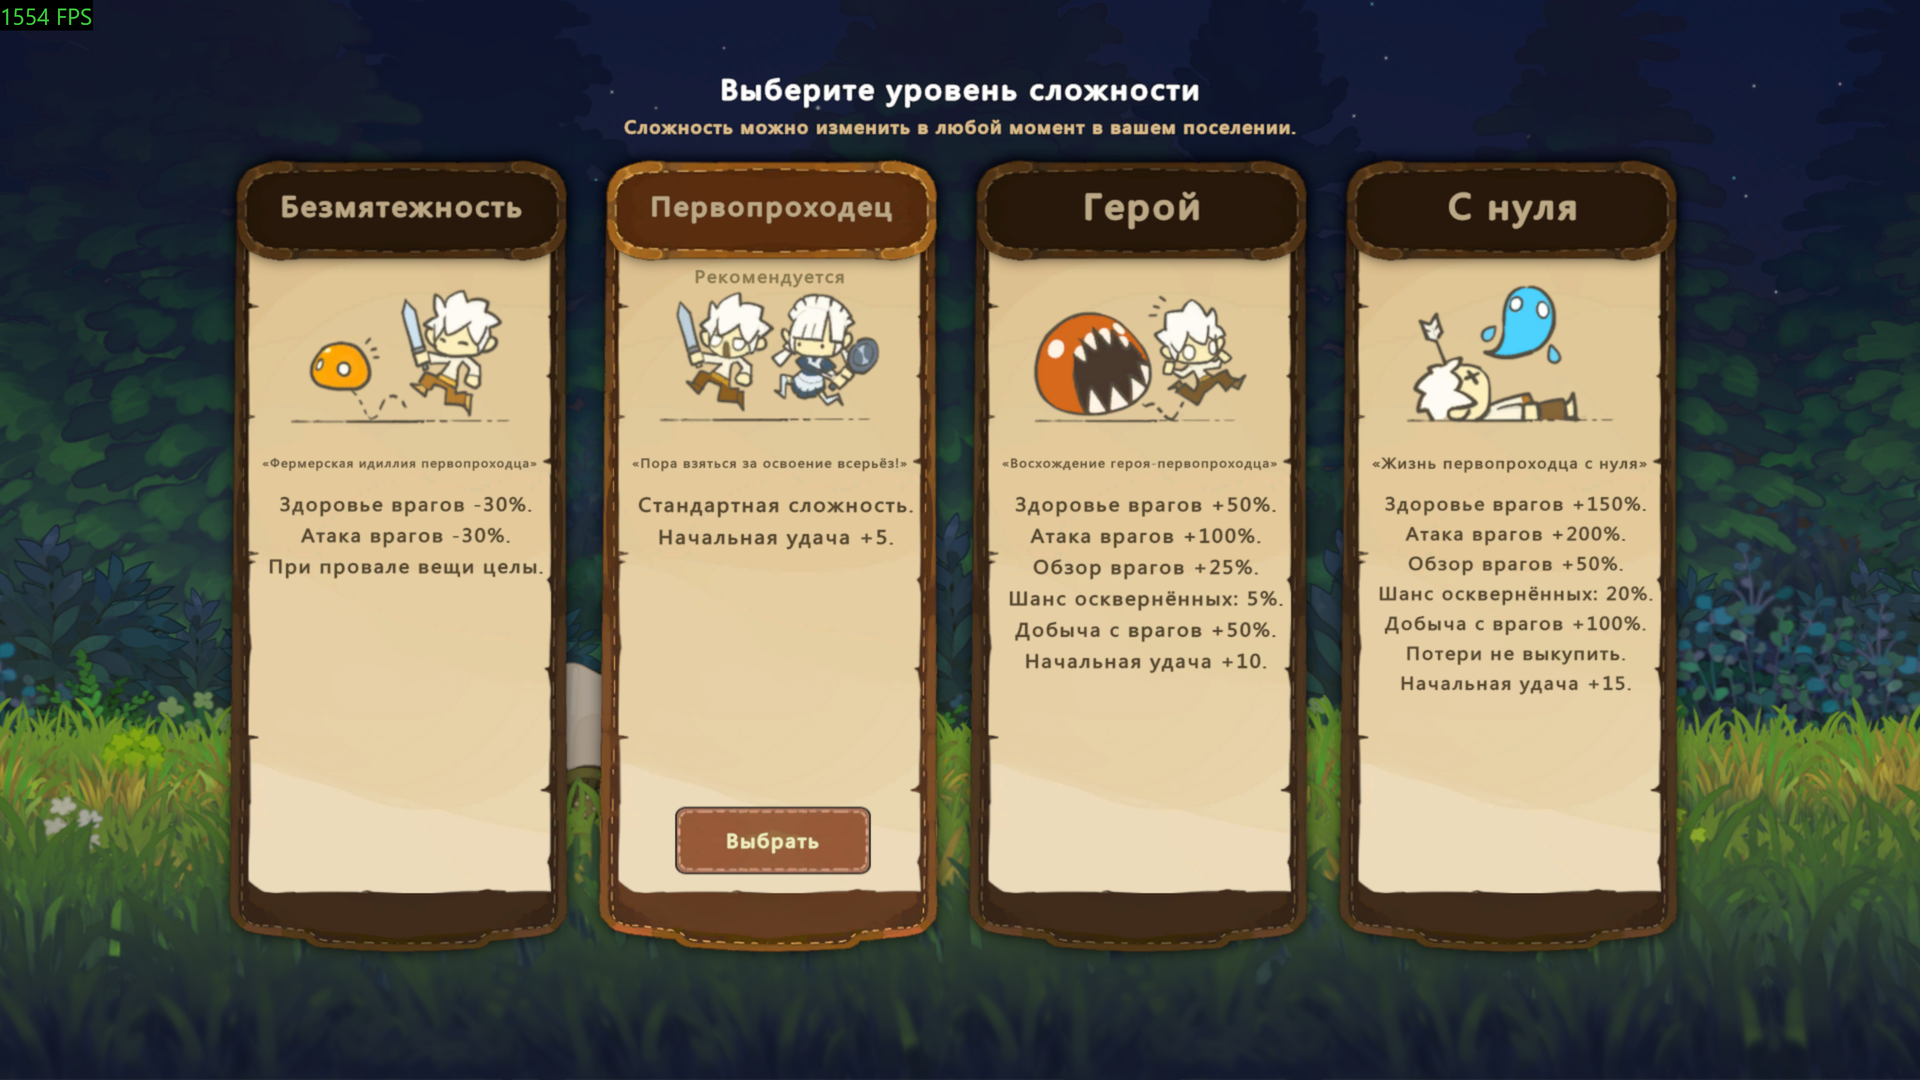 1554 FPS
Выберите уровень сложности
Сложность можно изменить в любой момент в вашем поселении.
Безмятежность
«Фермерская идиллия первопроходца»
Здоровье врагов -30%.
Атака врагов -30%.
При провале вещи целы.
Первопроходец
Рекомендуется
«Пора взяться за освоение всерьёз!»
Стандартная сложность.
Начальная удача +5.
Выбрать
Герой
«Восхождение героя-первопроходца»
Здоровье врагов +50%.
Атака врагов +100%.
Обзор врагов +25%.
Шанс осквернённых: 5%.
Добыча с врагов +50%.
Начальная удача +10.
С нуля
«Жизнь первопроходца с нуля»
Здоровье врагов +150%.
Атака врагов +200%.
Обзор врагов +50%.
Шанс осквернённых: 20%.
Добыча с врагов +100%.
Потери не выкупить.
Начальная удача +15.